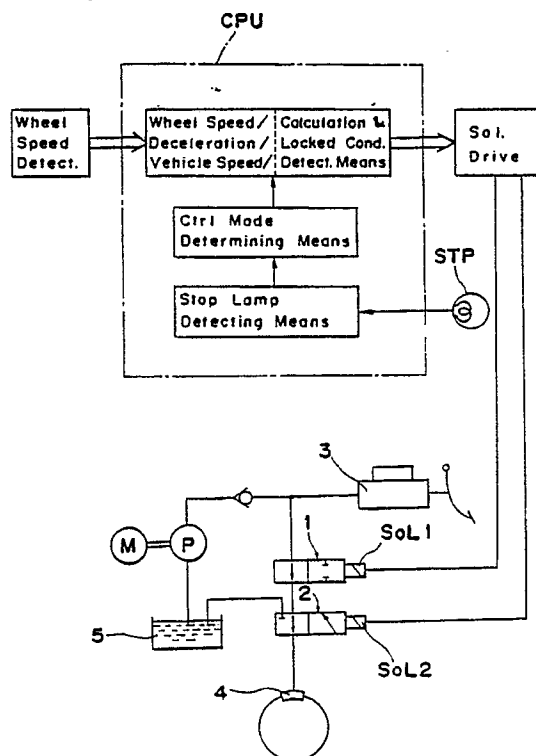 CPU
Wheel
Speed
Detect.
Wheel Speed/
Deceleration/
Vehicle Speed/
Calculation &
Locked Cond.
Detect. Means
Sol.
Drive
Ctrl Mode
Determining Means
STP
Stop Lamp
Detecting Means
3
1
SoL1
M
P
2
5
SoL2
4